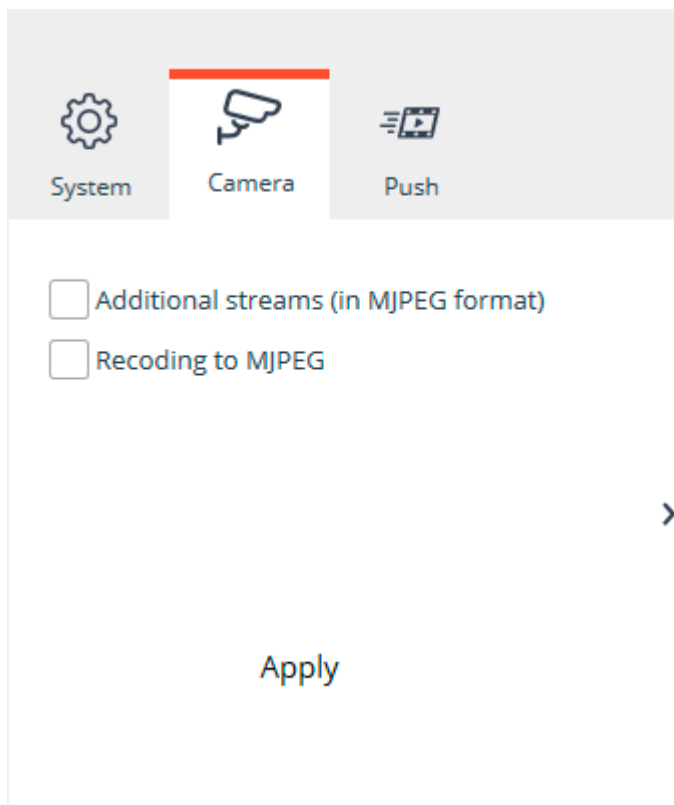 System Camera Push
Additional streams (in MJPEG format)
Recoding to MJPEG
Apply